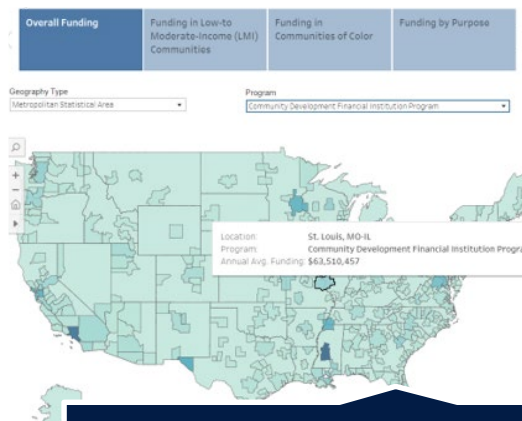 Overall Funding
Funding in Low-to
Moderate-Income (LMI)
Communities
Funding in
Communities of Color
Funding by Purpose
Geography Type
Metropolitan Statistical Area
Program
Community Development Financial Institution Program
Location: St. Louis, MO-IL
Program: Community Development Financial Institution Progra
Annual Avg. Funding: $63,510,457